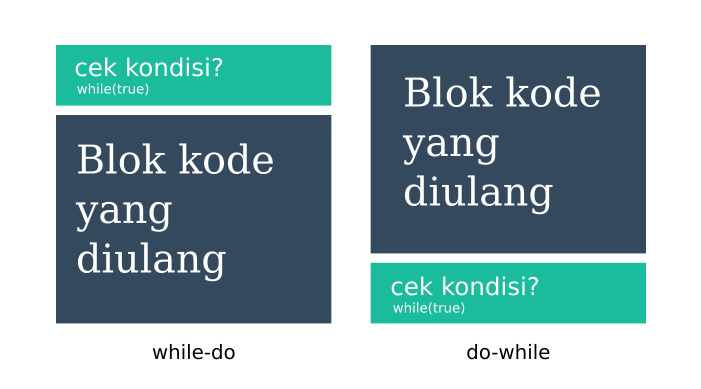 cek kondisi?
while(true)
Blok kode
yang
diulang
while-do
Blok kode
yang
diulang
cek kondisi?
while(true)
do-while